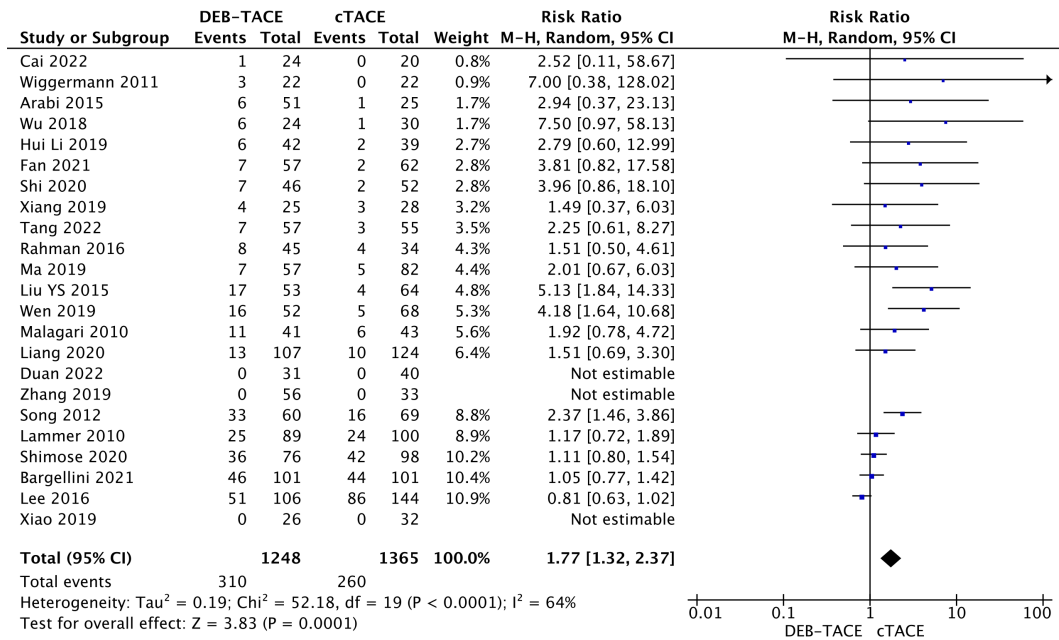 DEB-TACE cTACE Risk Ratio Risk Ratio
Study or Subgroup Events Total Events Total Weight M-H, Random, 95% CI M-H, Random, 95% CI
Cai 2022 1 24 0 20 0.8% 2.52 [0.11, 58.67]
Wiggermann 2011 3 22 0 22 0.9% 7.00 [0.38, 128.02]
Arabi 2015 6 51 1 25 1.7% 2.94 [0.37, 23.13]
Wu 2018 6 24 1 30 1.7% 7.50 [0.97, 58.13]
Hui Li 2019 6 42 2 39 2.7% 2.79 [0.60, 12.99]
Fan 2021 7 57 2 62 2.8% 3.81 [0.82, 17.58]
Shi 2020 7 46 2 52 2.8% 3.96 [0.86, 18.10]
Xiang 2019 4 25 3 28 3.2% 1.49 [0.37, 6.03]
Tang 2022 7 57 3 55 3.5% 2.25 [0.61, 8.27]
Rahman 2016 8 45 4 34 4.3% 1.51 [0.50, 4.61]
Ma 2019 7 57 5 82 4.4% 2.01 [0.67, 6.03]
Liu YS 2015 17 53 4 64 4.8% 5.13 [1.84, 14.33]
Wen 2019 16 52 5 68 5.3% 4.18 [1.64, 10.68]
Malagari 2010 11 41 6 43 5.6% 1.92 [0.78, 4.72]
Liang 2020 13 107 10 124 6.4% 1.51 [0.69, 3.30]
Duan 2022 0 31 0 40 Not estimable
Zhang 2019 0 56 0 33 Not estimable
Song 2012 33 60 16 69 8.8% 2.37 [1.46, 3.86]
Lammer 2010 25 89 24 100 8.9% 1.17 [0.72, 1.89]
Shimose 2020 36 76 42 98 10.2% 1.11 [0.80, 1.54]
Bargellini 2021 46 101 44 101 10.4% 1.05 [0.77, 1.42]
Lee 2016 51 106 86 144 10.9% 0.81 [0.63, 1.02]
Xiao 2019 0 26 0 32 Not estimable
Total (95% CI) 1248 1365 100.0% 1.77 [1.32, 2.37]
Total events 310 260
Heterogeneity: Tau² = 0.19; Chi² = 52.18, df = 19 (P < 0.0001); I² = 64%
Test for overall effect: Z = 3.83 (P = 0.0001)
0.01 0.1 1 10 100
DEB-TACE cTACE